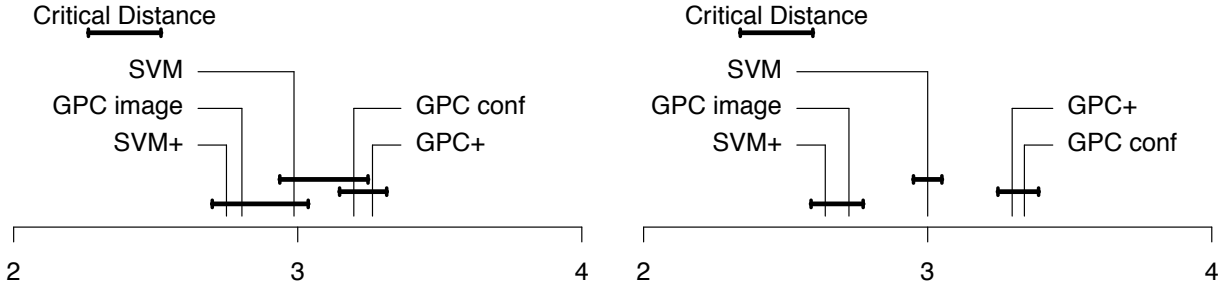 Critical Distance
SVM
GPC image
SVM+
GPC conf
GPC+
2
3
4
Critical Distance
SVM
GPC image
SVM+
GPC+
GPC conf
2
3
4